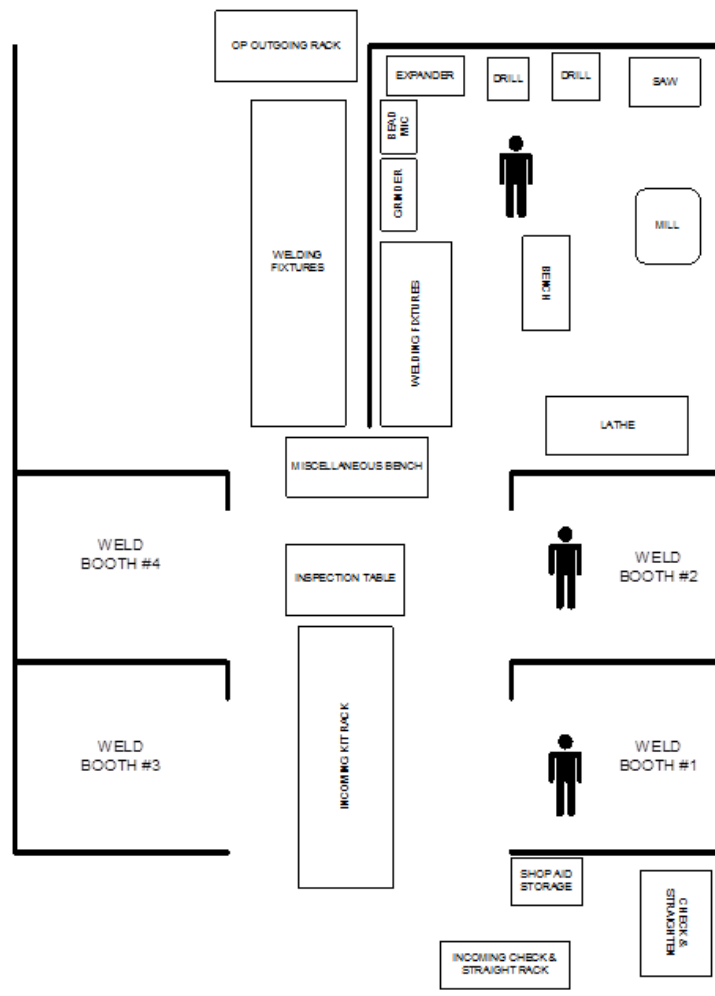 OP OUTGOING RACK
EXPANDER
DRILL
DRILL
SAW
BEAD
MIC
GRINDER
MILL
WELDING
FIXTURES
WELDING FIXTURES
BENCH
LATHE
MISCELLANEOUS BENCH
WELD
BOOTH #4
INSPECTION TABLE
WELD
BOOTH #2
WELD
BOOTH #3
INCOMING KIT RACK
WELD
BOOTH #1
SHOP AID
STORAGE
CHECK &
STRAIGHTEN
INCOMING CHECK &
STRAIGHT RACK